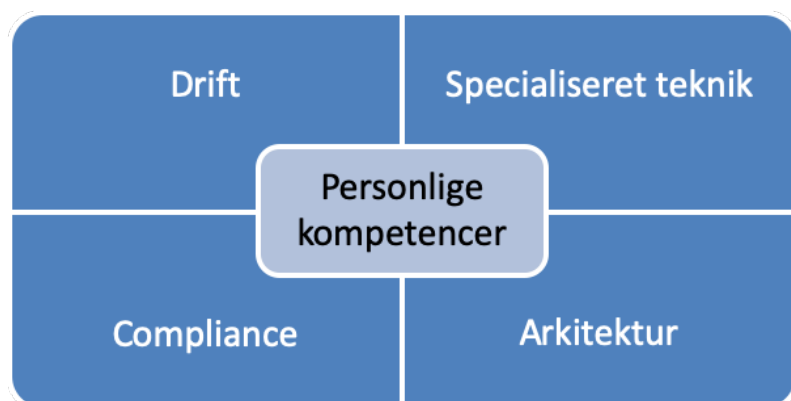 Drift
Specialiseret teknik
Personlige
kompetencer
Compliance
Arkitektur